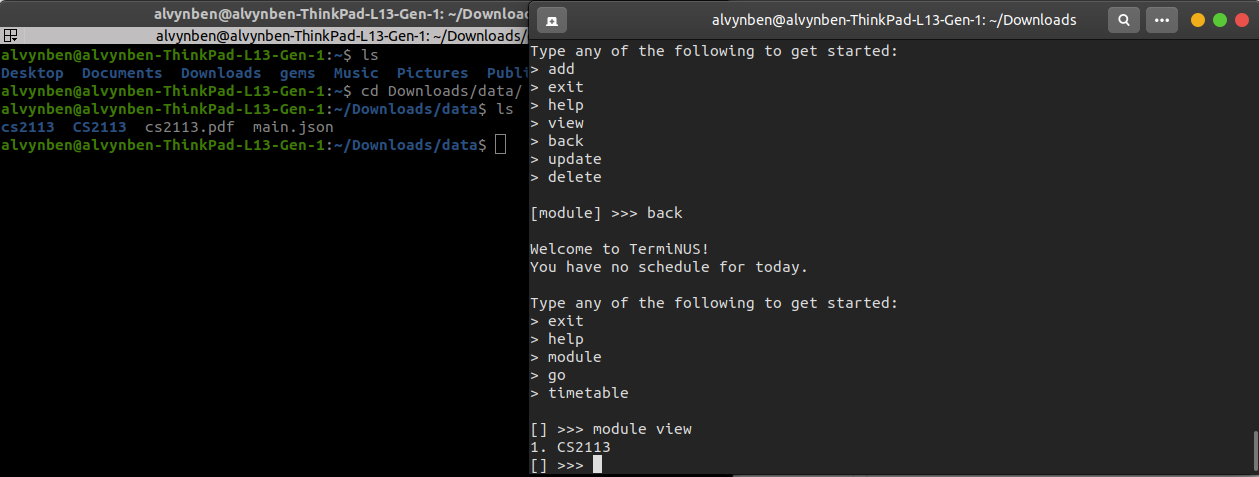 alvynben@alvynben-ThinkPad-L13-Gen-1: ~/Downloa
alvynben@alvynben-ThinkPad-L13-Gen-1: ~/Downloads/
alvynben@alvynben-ThinkPad-L13-Gen-1:~$ ls
Desktop  Documents  Downloads  gems  Music  Pictures  Publi
alvynben@alvynben-ThinkPad-L13-Gen-1:~$ cd Downloads/data/
alvynben@alvynben-ThinkPad-L13-Gen-1:~/Downloads/data$ ls
cs2113  CS2113  cs2113.pdf  main.json
alvynben@alvynben-ThinkPad-L13-Gen-1:~/Downloads/data$
alvynben@alvynben-ThinkPad-L13-Gen-1: ~/Downloads
Type any of the following to get started:
> add
> exit
> help
> view
> back
> update
> delete
[module] >>> back
Welcome to TermiNUS!
You have no schedule for today.
Type any of the following to get started:
> exit
> help
> module
> go
> timetable
[] >>> module view
1. CS2113
[] >>>